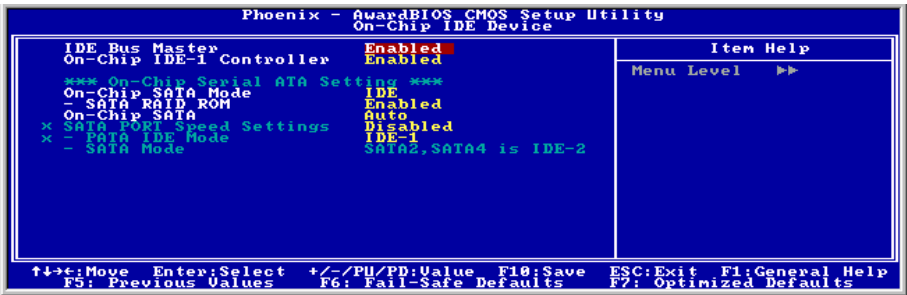 Phoenix - AwardBIOS CMOS Setup Utility
On-Chip IDE Device
IDE Bus Master Enabled
On-Chip IDE-1 Controller Enabled
*** On-Chip Serial ATA Setting ***
On-Chip SATA Mode IDE
- SATA RAID ROM Enabled
On-Chip SATA Auto
x SATA PORT Speed Settings Disabled
x - PATA IDE Mode IDE-1
- SATA Mode SATA2,SATA4 is IDE-2
Item Help
Menu Level ▶▶
↑↓→←:Move Enter:Select +/-/PU/PD:Value F10:Save ESC:Exit F1:General Help
F5: Previous Values F6: Fail-Safe Defaults F7: Optimized Defaults